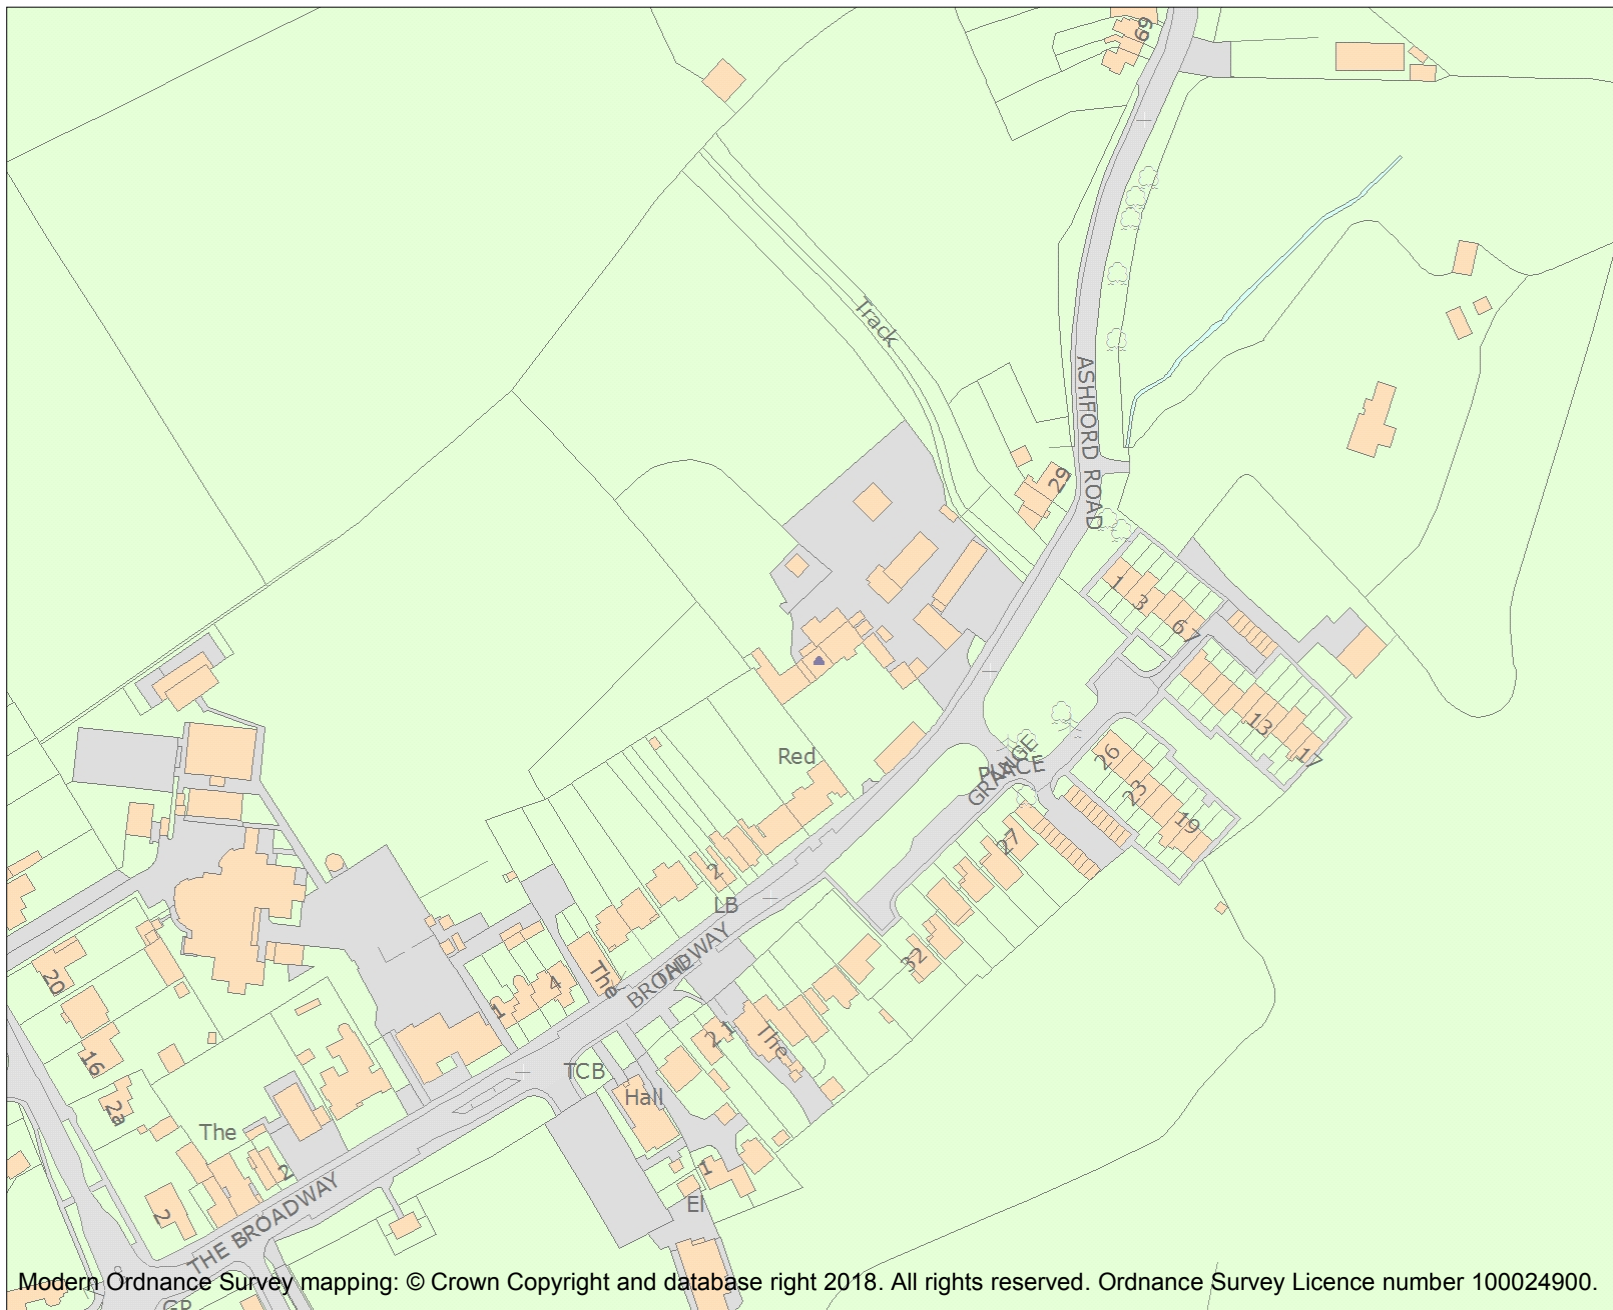 69
Track
ASHFORD ROAD
29
1
3
6
7
13
17
Red
GRANGE
PLACE
26
23
19
27
2
LB
32
THE
BROADWAY
The
4
1
20
16
2a
2 1
The
TCB
Hall
The
2
1
El
2
THE BROADWAY
GP
Modern Ordnance Survey mapping: © Crown Copyright and database right 2018. All rights reserved. Ordnance Survey Licence number 100024900.